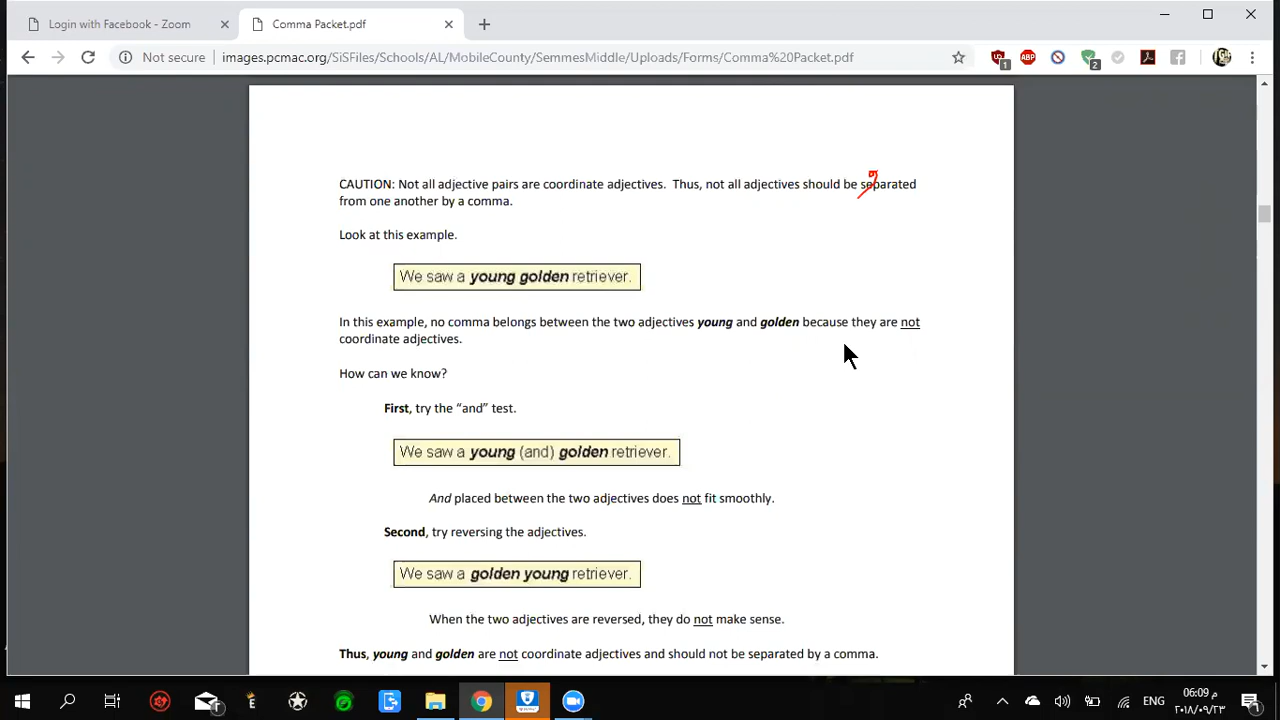 Login with Facebook - Zoom
Comma Packet.pdf
Not secure
images.pcmac.org/SiSFiles/Schools/AL/MobileCounty/SemmesMiddle/Uploads/Forms/Comma%20Packet.pdf
1
ABP
2
CAUTION: Not all adjective pairs are coordinate adjectives. Thus, not all adjectives should be separated
from one another by a comma.
Look at this example.
We saw a young golden retriever.
In this example, no comma belongs between the two adjectives young and golden because they are not
coordinate adjectives.
How can we know?
First, try the “and” test.
We saw a young (and) golden retriever.
And placed between the two adjectives does not fit smoothly.
Second, try reversing the adjectives.
We saw a golden young retriever.
When the two adjectives are reversed, they do not make sense.
Thus, young and golden are not coordinate adjectives and should not be separated by a comma.
ENG
06:09 م
٢٠١٨/٠٩/٢٣